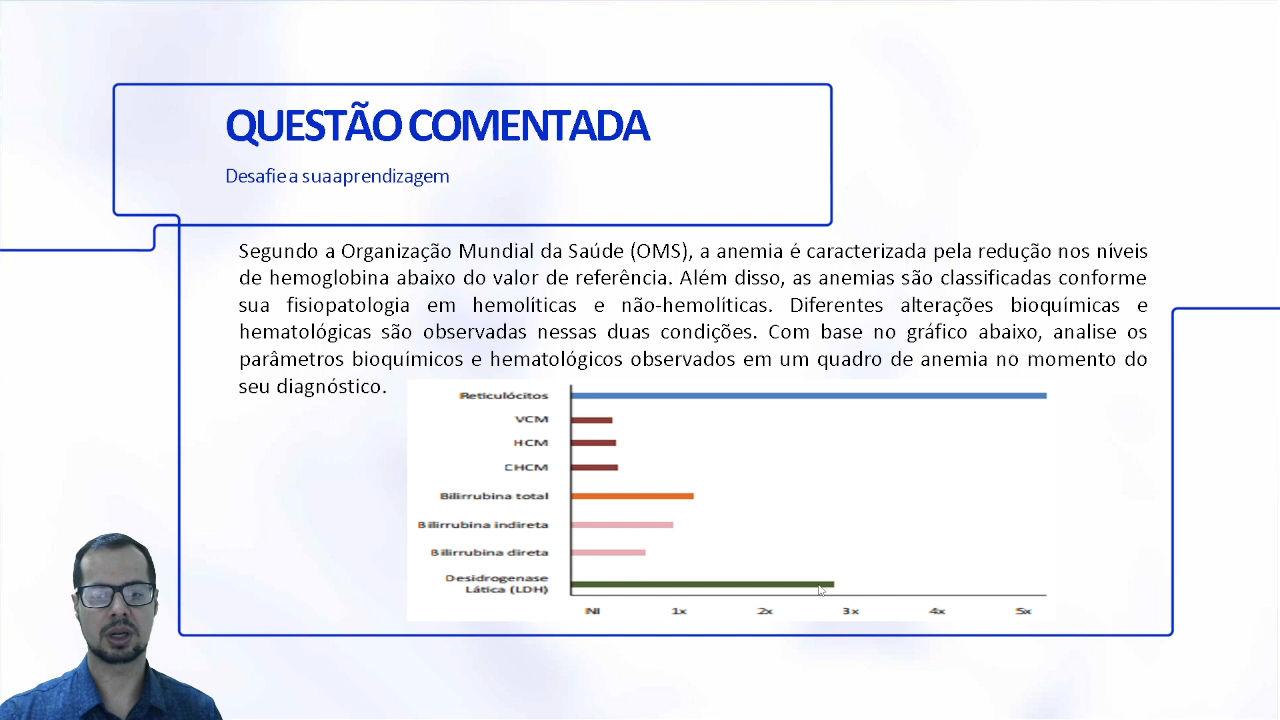 QUESTÃO COMENTADA
Desafie a sua aprendizagem
Segundo a Organização Mundial da Saúde (OMS), a anemia é caracterizada pela redução nos níveis
de hemoglobina abaixo do valor de referência. Além disso, as anemias são classificadas conforme
sua fisiopatologia em hemolíticas e não-hemolíticas. Diferentes alterações bioquímicas e
hematológicas são observadas nessas duas condições. Com base no gráfico abaixo, analise os
parâmetros bioquímicos e hematológicos observados em um quadro de anemia no momento do
seu diagnóstico.
Reticulócitos
VCM
HCM
CHCM
Bilirrubina total
Bilirrubina indireta
Bilirrubina direta
Desidrogenase
Lática (LDH)
NI 1x 2x 3x 4x 5x